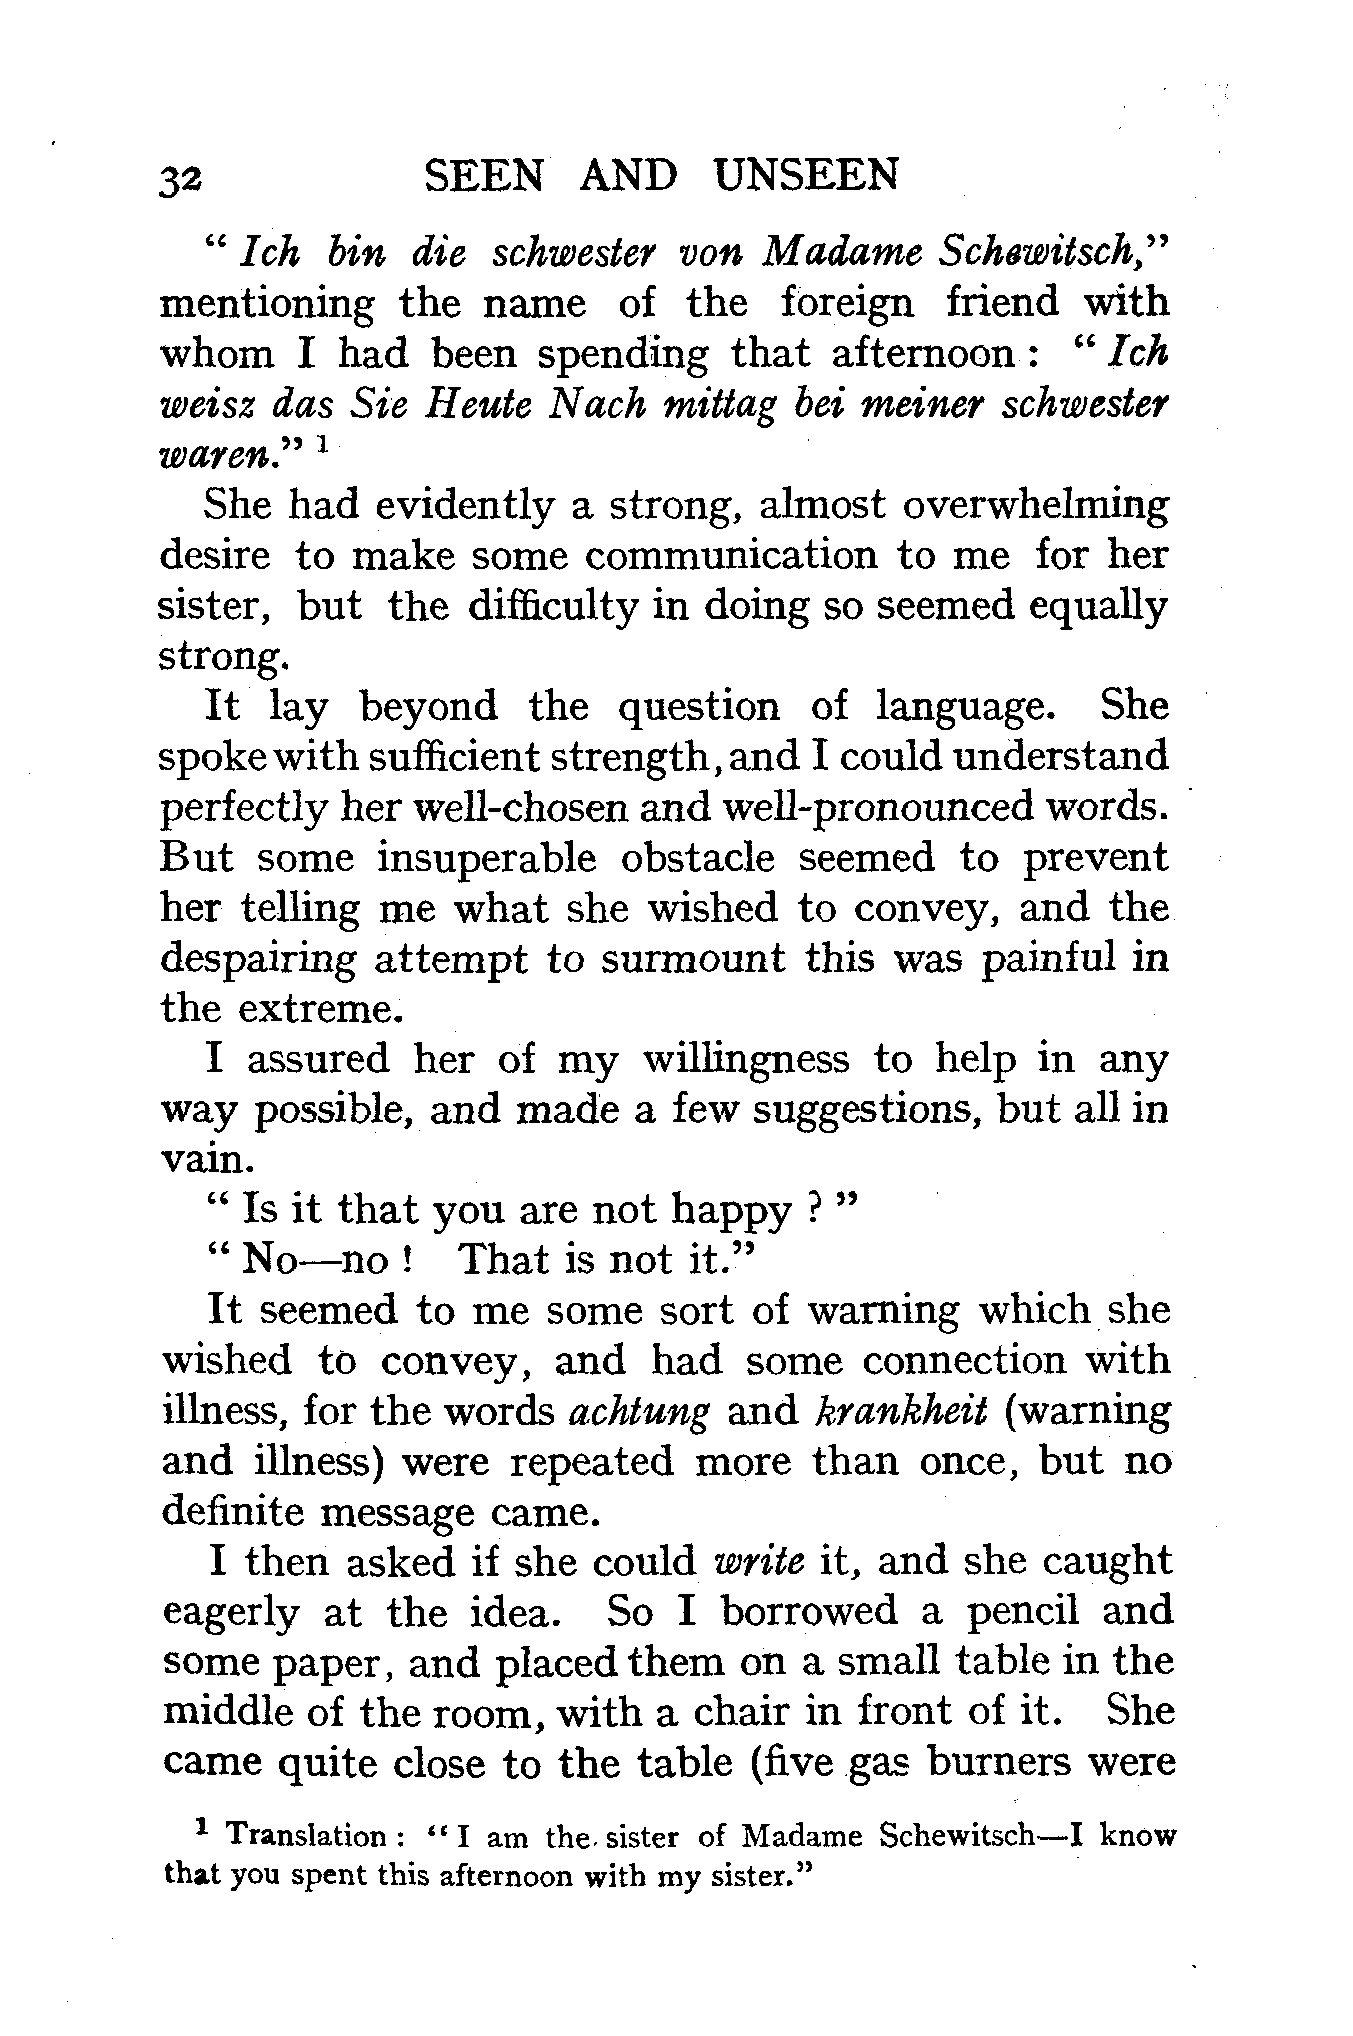 32 SEEN AND UNSEEN
“ Ich bin die schwester von Madame Schewitsch,”
mentioning the name of the foreign friend with
whom I had been spending that afternoon : “ Ich
weisz das Sie Heute Nach mittag bei meiner schwester
waren.” 1
She had evidently a strong, almost overwhelming
desire to make some communication to me for her
sister, but the difficulty in doing so seemed equally
strong.
It lay beyond the question of language. She
spoke with sufficient strength, and I could understand
perfectly her well-chosen and well-pronounced words.
But some insuperable obstacle seemed to prevent
her telling me what she wished to convey, and the
despairing attempt to surmount this was painful in
the extreme.
I assured her of my willingness to help in any
way possible, and made a few suggestions, but all in
vain.
“ Is it that you are not happy ? ”
“ No—no ! That is not it.”
It seemed to me some sort of warning which she
wished to convey, and had some connection with
illness, for the words achtung and krankheit (warning
and illness) were repeated more than once, but no
definite message came.
I then asked if she could write it, and she caught
eagerly at the idea. So I borrowed a pencil and
some paper, and placed them on a small table in the
middle of the room, with a chair in front of it. She
came quite close to the table (five gas burners were
1 Translation : “ I am the sister of Madame Schewitsch—I know
that you spent this afternoon with my sister.”